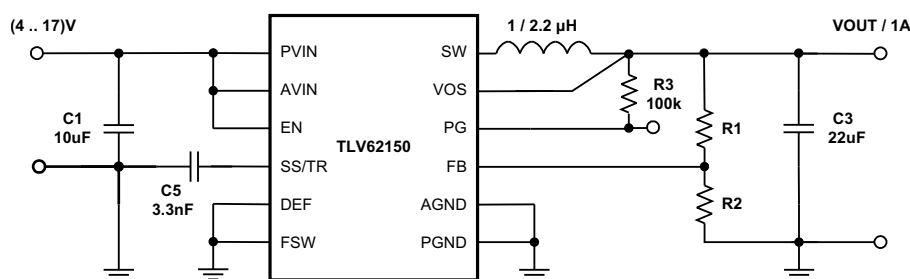 (4 .. 17)V
1 / 2.2 µH
VOUT / 1A
PVIN
SW
AVIN
VOS
R3
100k
C1
10uF
EN
PG
TLV62150
R1
C3
22uF
SS/TR
FB
C5
3.3nF
R2
DEF
AGND
FSW
PGND